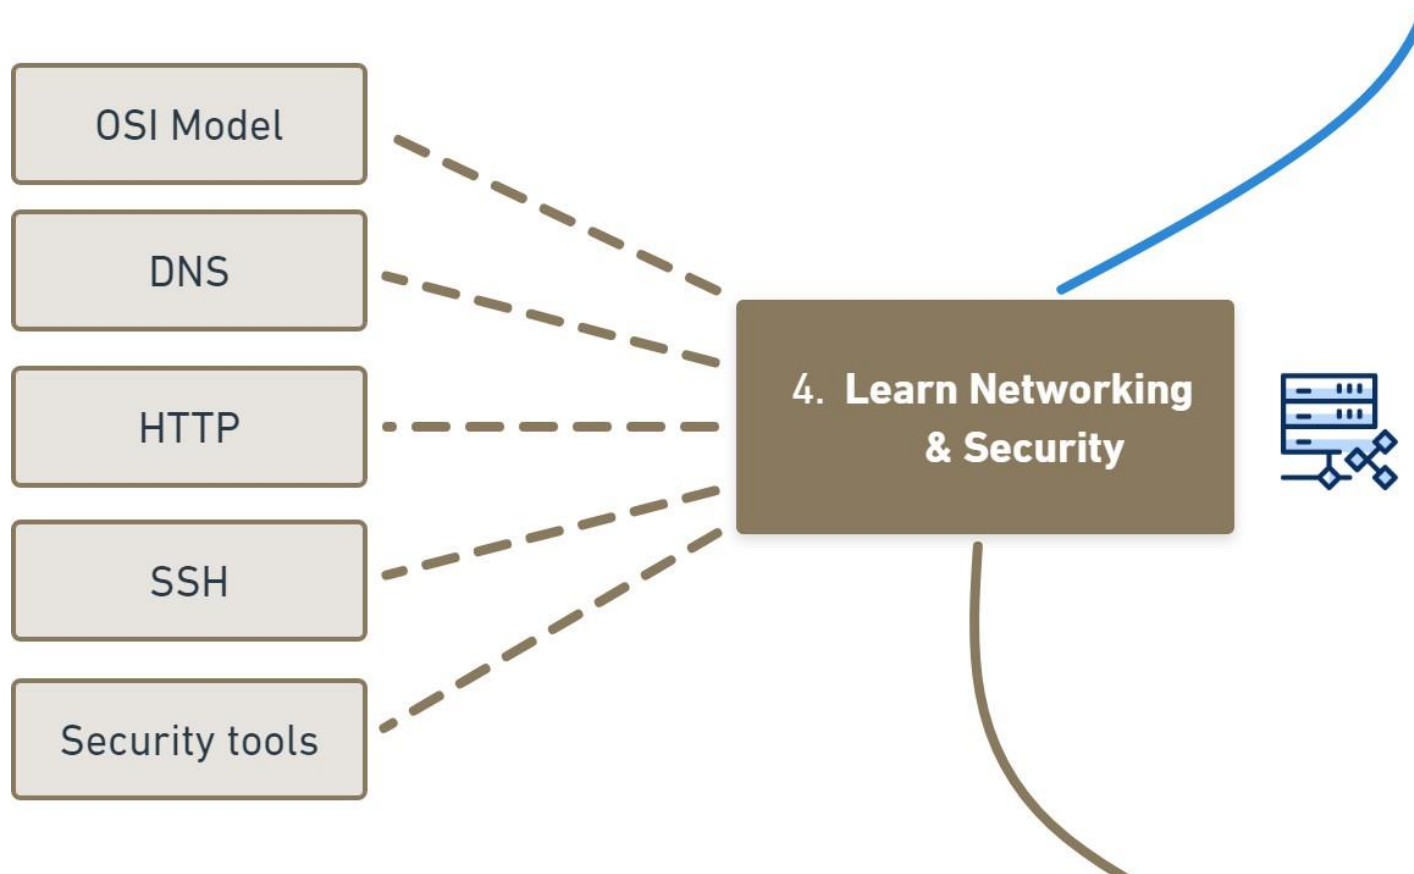 OSI Model
DNS
HTTP
SSH
Security tools
4. Learn Networking
& Security